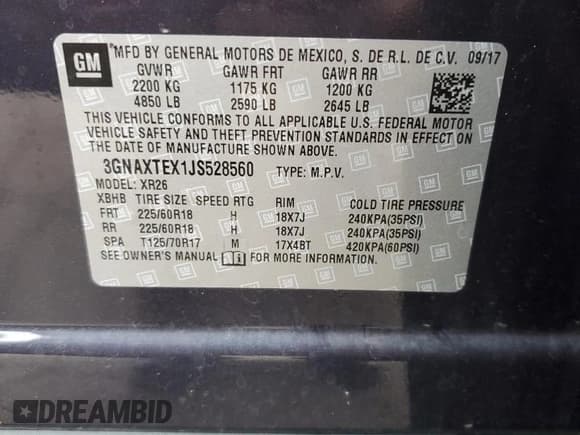 GM MFD BY GENERAL MOTORS DE MEXICO, S. DE R.L. DE C.V. 09/17
GVWR GAWR FRT GAWR RR
2200 KG 1175 KG 1200 KG
4850 LB 2590 LB 2645 LB
THIS VEHICLE CONFORMS TO ALL APPLICABLE U.S. FEDERAL MOTOR
VEHICLE SAFETY AND THEFT PREVENTION STANDARDS IN EFFECT ON
THE DATE OF MANUFACTURE SHOWN ABOVE.
3GNAXTEX1JS528560 TYPE: M.P.V.
MODEL: XR26
XBHB TIRE SIZE SPEED RTG RIM COLD TIRE PRESSURE
FRT 225/60R18 H 18X7J 240KPA(35PSI)
RR 225/60R18 H 18X7J 240KPA(35PSI)
SPA T125/70R17 M 17X4BT 420KPA(60PSI)
SEE OWNER'S MANUAL FOR MORE INFORMATION.
DREAMBID